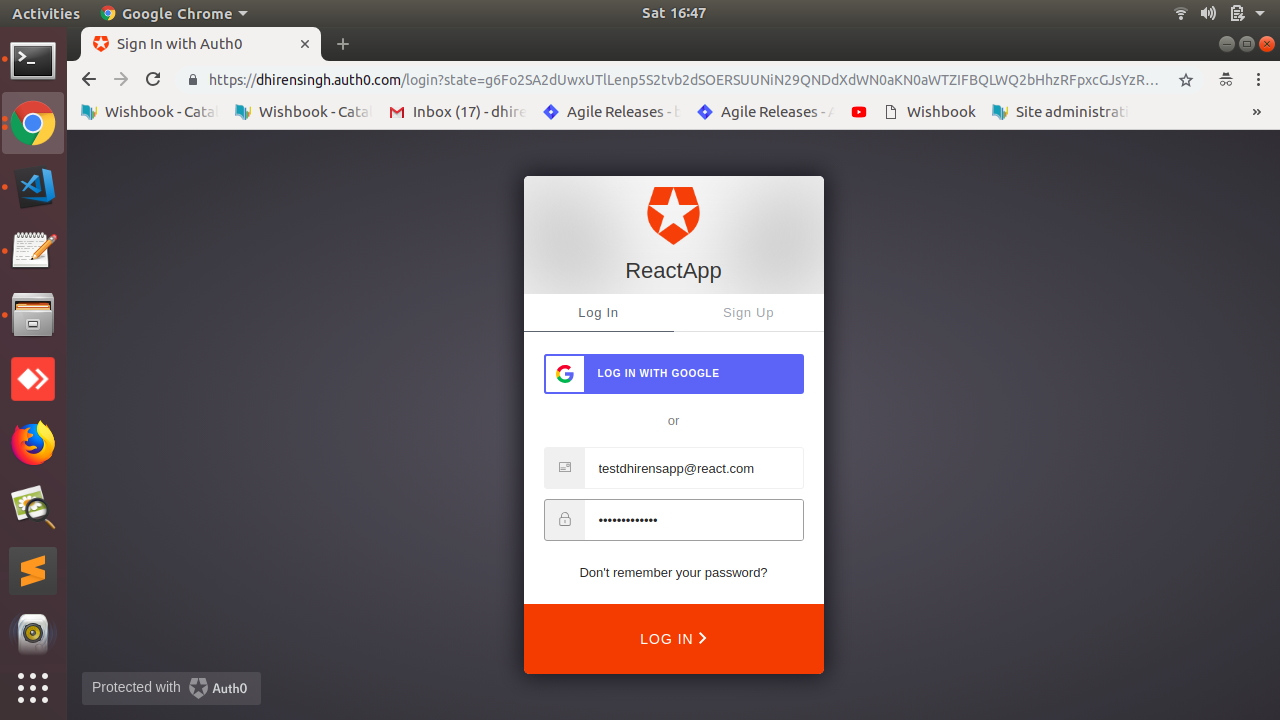 Activities Google Chrome Sat 16:47
Sign In with Auth0
https://dhirensingh.auth0.com/login?state=g6Fo2SA2dUwxUTlLenp5S2tvb2dSOERSUUNiN29QNDdXdWN0aKN0aWTZIFBQLWQ2bHhzRFpxcGJsYzR…
Wishbook - Catal Wishbook - Catal Inbox (17) - dhire Agile Releases - b Agile Releases - A Wishbook Site administrati »
ReactApp
Log In Sign Up
LOG IN WITH GOOGLE
or
testdhirensapp@react.com
•••••••••••••
Don't remember your password?
LOG IN
Protected with Auth0